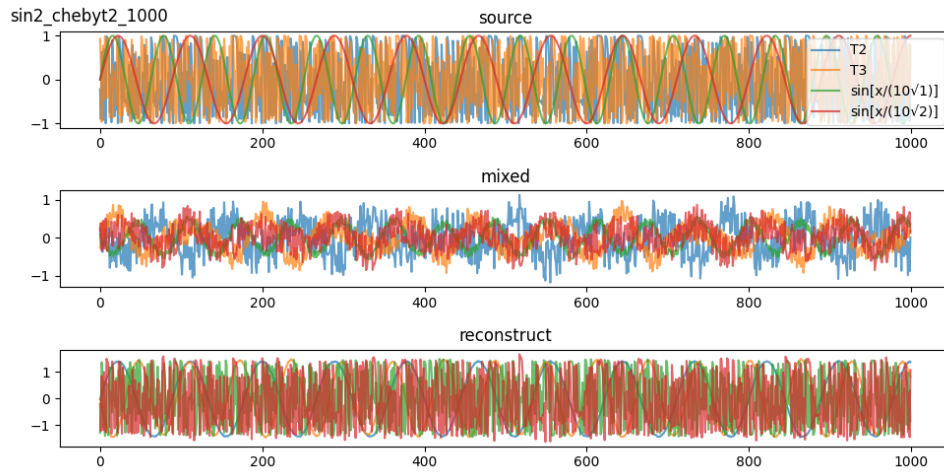 sin2_chebyt2_1000
source
1
0
−1
T2
T3
sin[x/(10√1)]
sin[x/(10√2)]
0 200 400 600 800 1000
mixed
1
0
−1
0 200 400 600 800 1000
reconstruct
1
0
−1
0 200 400 600 800 1000